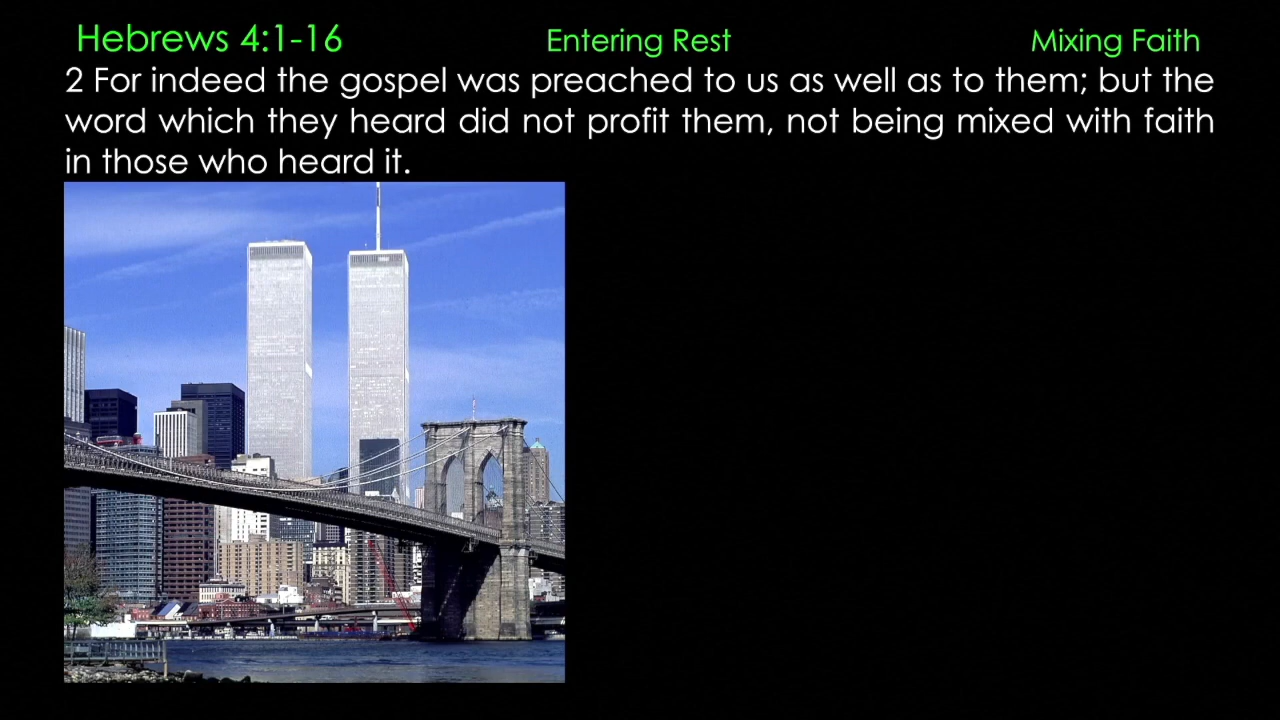 Hebrews 4:1-16 Entering Rest Mixing Faith
2 For indeed the gospel was preached to us as well as to them; but the
word which they heard did not profit them, not being mixed with faith
in those who heard it.